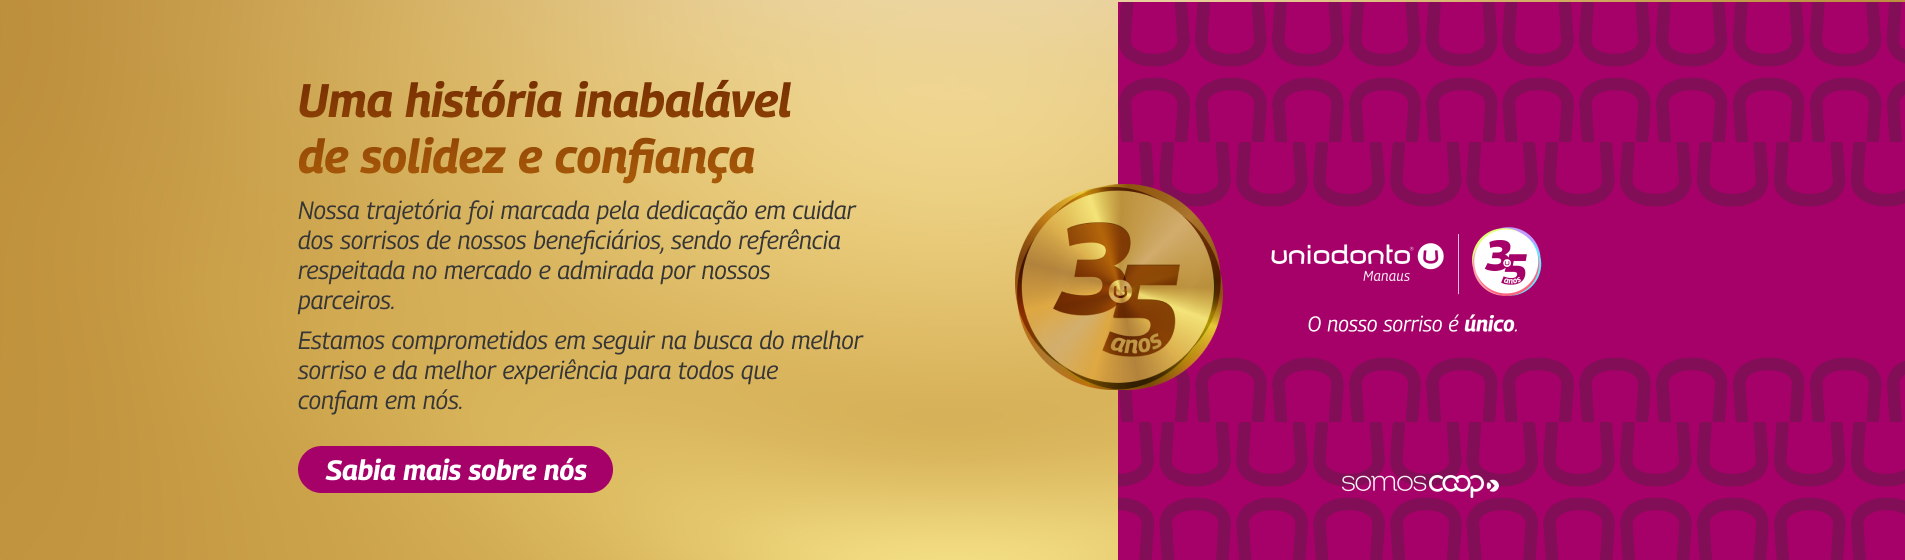 Uma história inabalável
de solidez e confiança
Nossa trajetória foi marcada pela dedicação em cuidar
dos sorrisos de nossos beneficiários, sendo referência
respeitada no mercado e admirada por nossos
parceiros.
Estamos comprometidos em seguir na busca do melhor
sorriso e da melhor experiência para todos que
confiam em nós.
Sabia mais sobre nós
35
anos
uniodonto
Manaus
35
anos
O nosso sorriso é único.
somoscoop